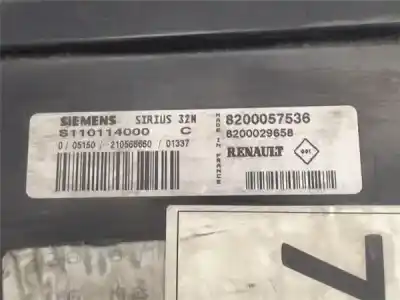 SIEMENS SIRIUS 32N
S110114000 C
0 / 05150 / 210566650 / 01337
MADE IN FRANCE
8200057536
8200029658
RENAULT